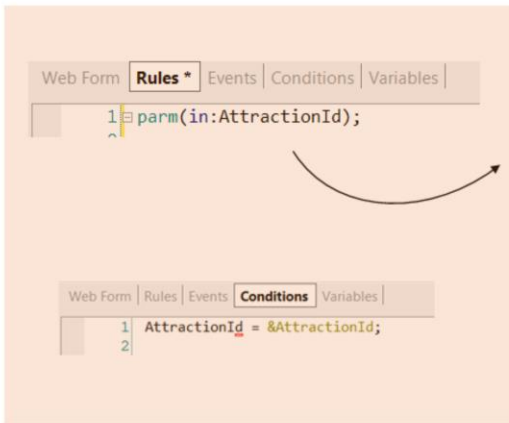 Web Form Rules * Events Conditions Variables
1 parm(in:AttractionId);
Web Form Rules Events Conditions Variables
1 AttractionId = &AttractionId;
2